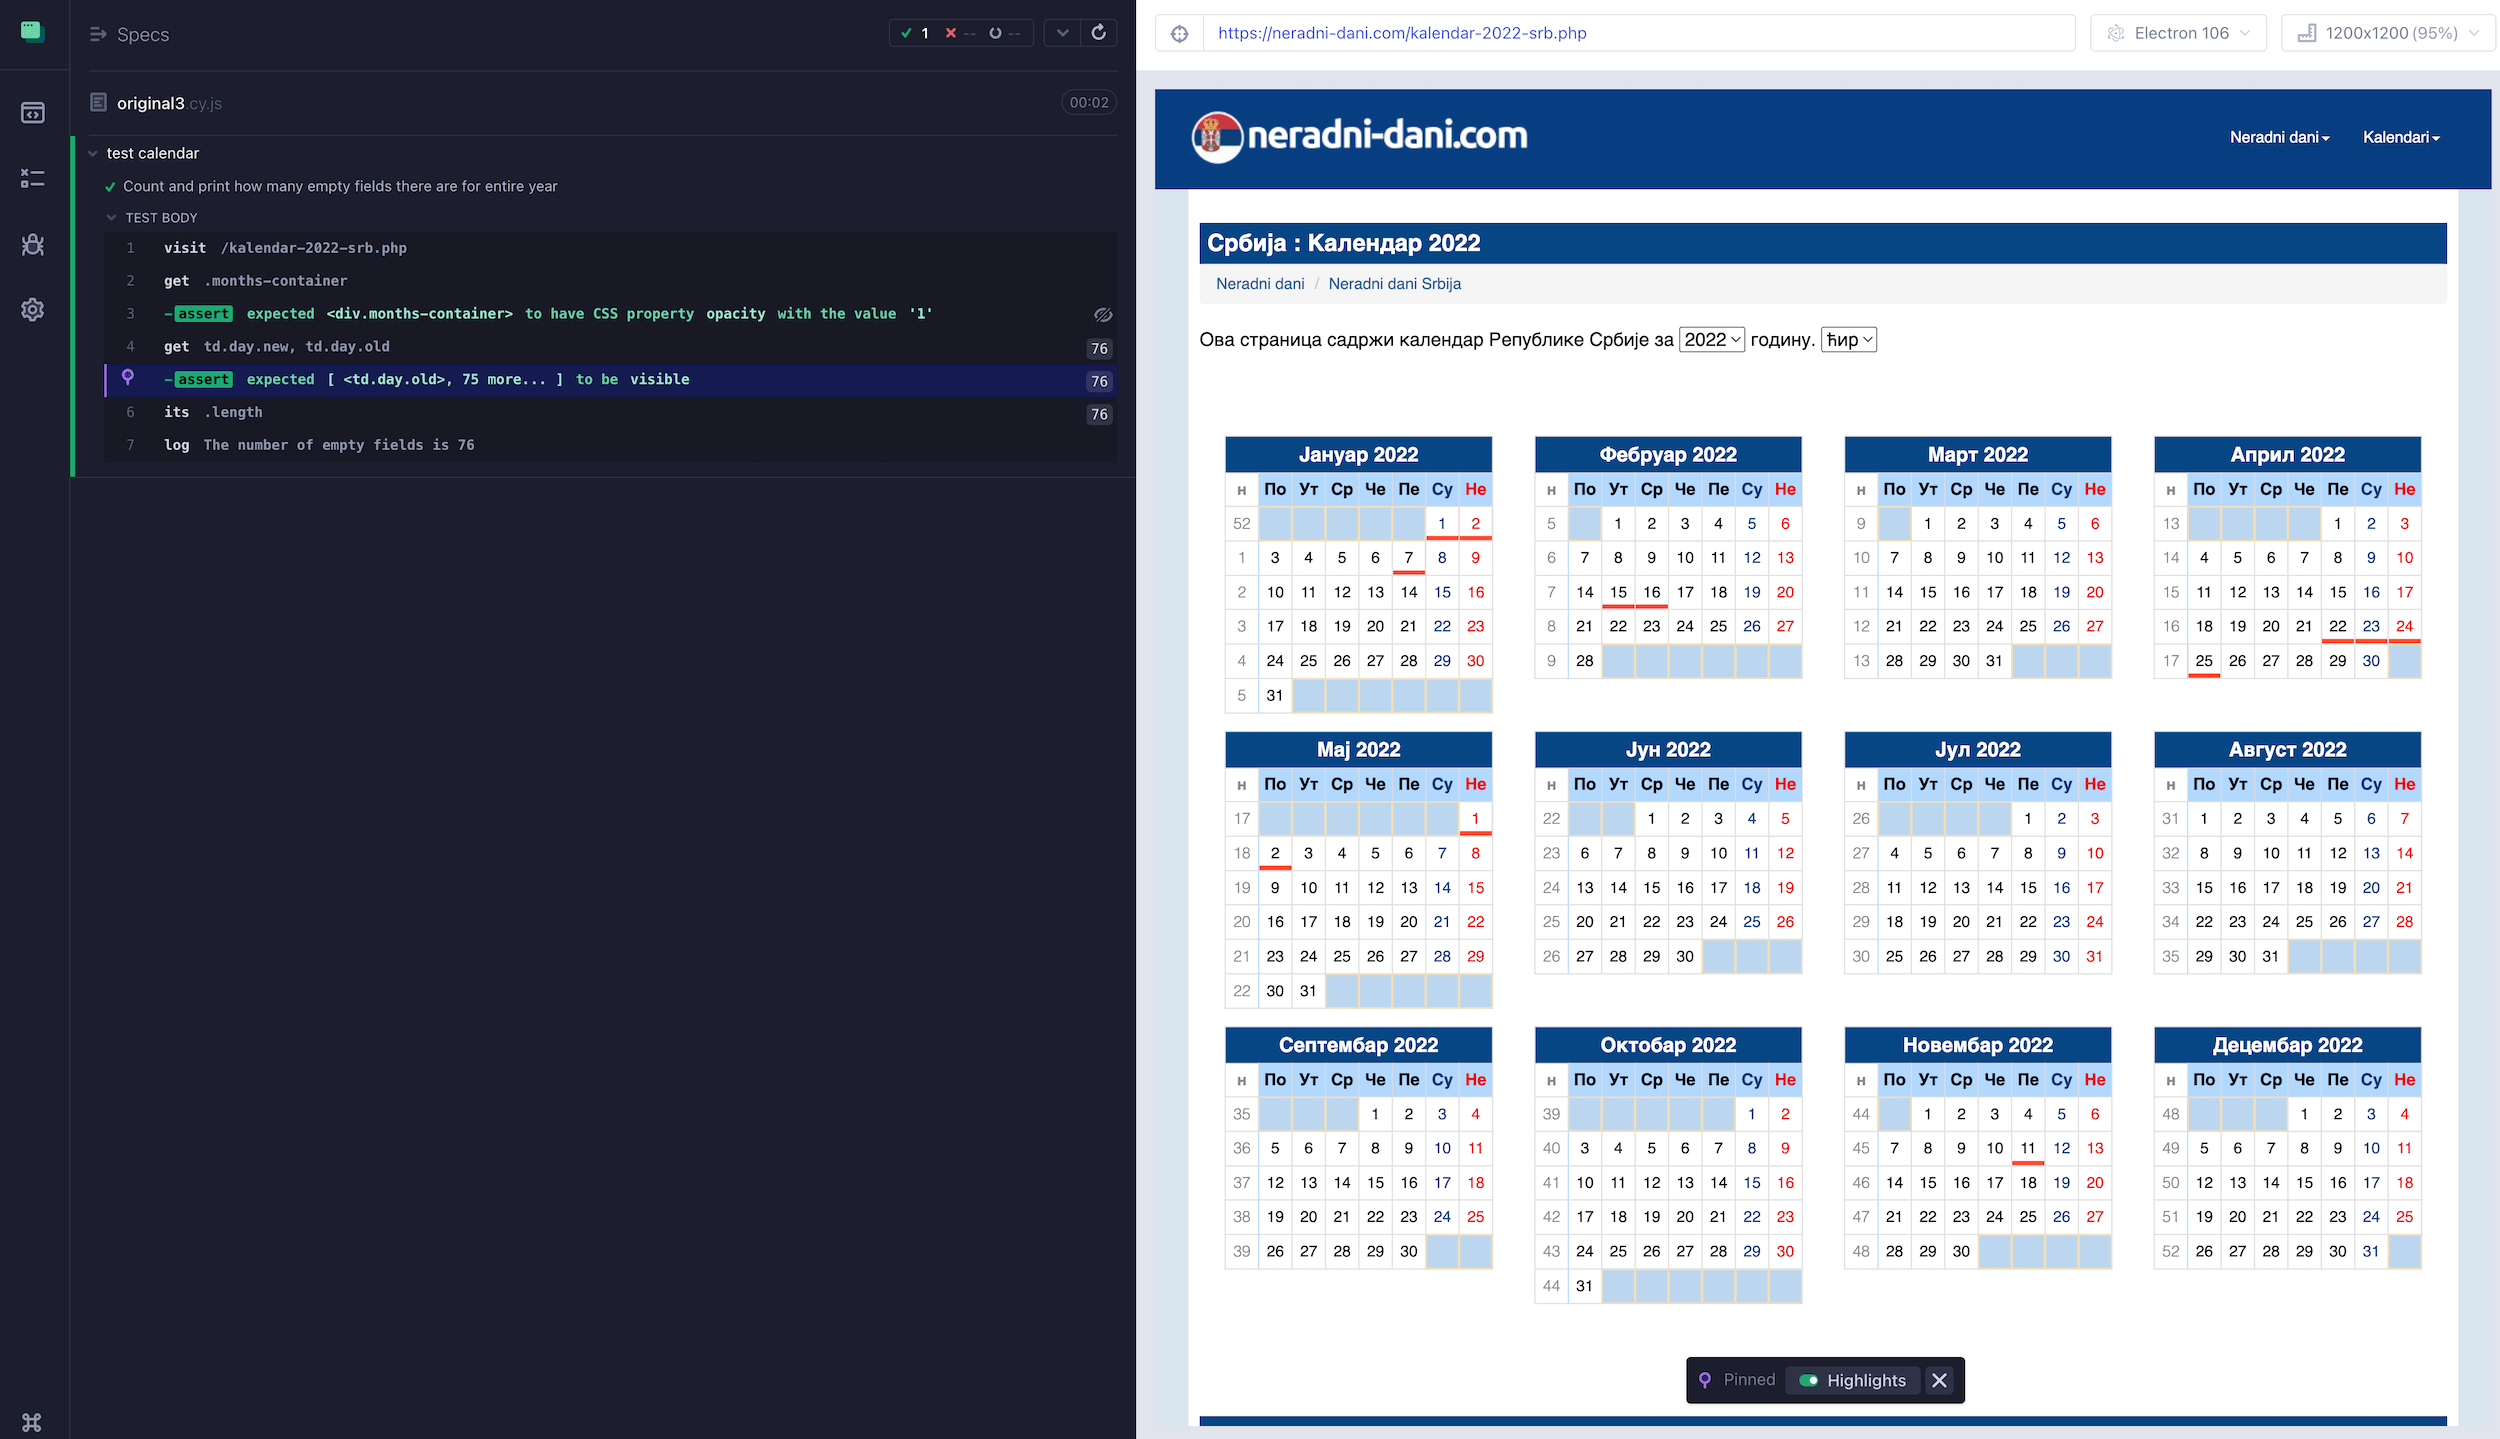 Specs
1 -- --
original3.cy.js 00:02
test calendar
Count and print how many empty fields there are for entire year
TEST BODY
1 visit /kalendar-2022-srb.php
2 get .months-container
3 -assert expected <div.months-container> to have CSS property opacity with the value '1'
4 get td.day.new, td.day.old 76
-assert expected [ <td.day.old>, 75 more... ] to be visible 76
6 its .length 76
7 log The number of empty fields is 76
https://neradni-dani.com/kalendar-2022-srb.php
Electron 106
1200x1200 (95%)
neradni-dani.com
Neradni dani
Kalendari
Србија : Календар 2022
Neradni dani / Neradni dani Srbija
Ова страница садржи календар Републике Србије за 2022 годину. ћир
Јануар 2022
н По Ут Ср Че Пе Су Не
52 1 2
1 3 4 5 6 7 8 9
2 10 11 12 13 14 15 16
3 17 18 19 20 21 22 23
4 24 25 26 27 28 29 30
5 31
Фебруар 2022
н По Ут Ср Че Пе Су Не
5 1 2 3 4 5 6
6 7 8 9 10 11 12 13
7 14 15 16 17 18 19 20
8 21 22 23 24 25 26 27
9 28
Март 2022
н По Ут Ср Че Пе Су Не
9 1 2 3 4 5 6
10 7 8 9 10 11 12 13
11 14 15 16 17 18 19 20
12 21 22 23 24 25 26 27
13 28 29 30 31
Април 2022
н По Ут Ср Че Пе Су Не
13 1 2 3
14 4 5 6 7 8 9 10
15 11 12 13 14 15 16 17
16 18 19 20 21 22 23 24
17 25 26 27 28 29 30
Мај 2022
н По Ут Ср Че Пе Су Не
17 1
18 2 3 4 5 6 7 8
19 9 10 11 12 13 14 15
20 16 17 18 19 20 21 22
21 23 24 25 26 27 28 29
22 30 31
Јун 2022
н По Ут Ср Че Пе Су Не
22 1 2 3 4 5
23 6 7 8 9 10 11 12
24 13 14 15 16 17 18 19
25 20 21 22 23 24 25 26
26 27 28 29 30
Јул 2022
н По Ут Ср Че Пе Су Не
26 1 2 3
27 4 5 6 7 8 9 10
28 11 12 13 14 15 16 17
29 18 19 20 21 22 23 24
30 25 26 27 28 29 30 31
Август 2022
н По Ут Ср Че Пе Су Не
31 1 2 3 4 5 6 7
32 8 9 10 11 12 13 14
33 15 16 17 18 19 20 21
34 22 23 24 25 26 27 28
35 29 30 31
Септембар 2022
н По Ут Ср Че Пе Су Не
35 1 2 3 4
36 5 6 7 8 9 10 11
37 12 13 14 15 16 17 18
38 19 20 21 22 23 24 25
39 26 27 28 29 30
Октобар 2022
н По Ут Ср Че Пе Су Не
39 1 2
40 3 4 5 6 7 8 9
41 10 11 12 13 14 15 16
42 17 18 19 20 21 22 23
43 24 25 26 27 28 29 30
44 31
Новембар 2022
н По Ут Ср Че Пе Су Не
44 1 2 3 4 5 6
45 7 8 9 10 11 12 13
46 14 15 16 17 18 19 20
47 21 22 23 24 25 26 27
48 28 29 30
Децембар 2022
н По Ут Ср Че Пе Су Не
48 1 2 3 4
49 5 6 7 8 9 10 11
50 12 13 14 15 16 17 18
51 19 20 21 22 23 24 25
52 26 27 28 29 30 31
Pinned Highlights